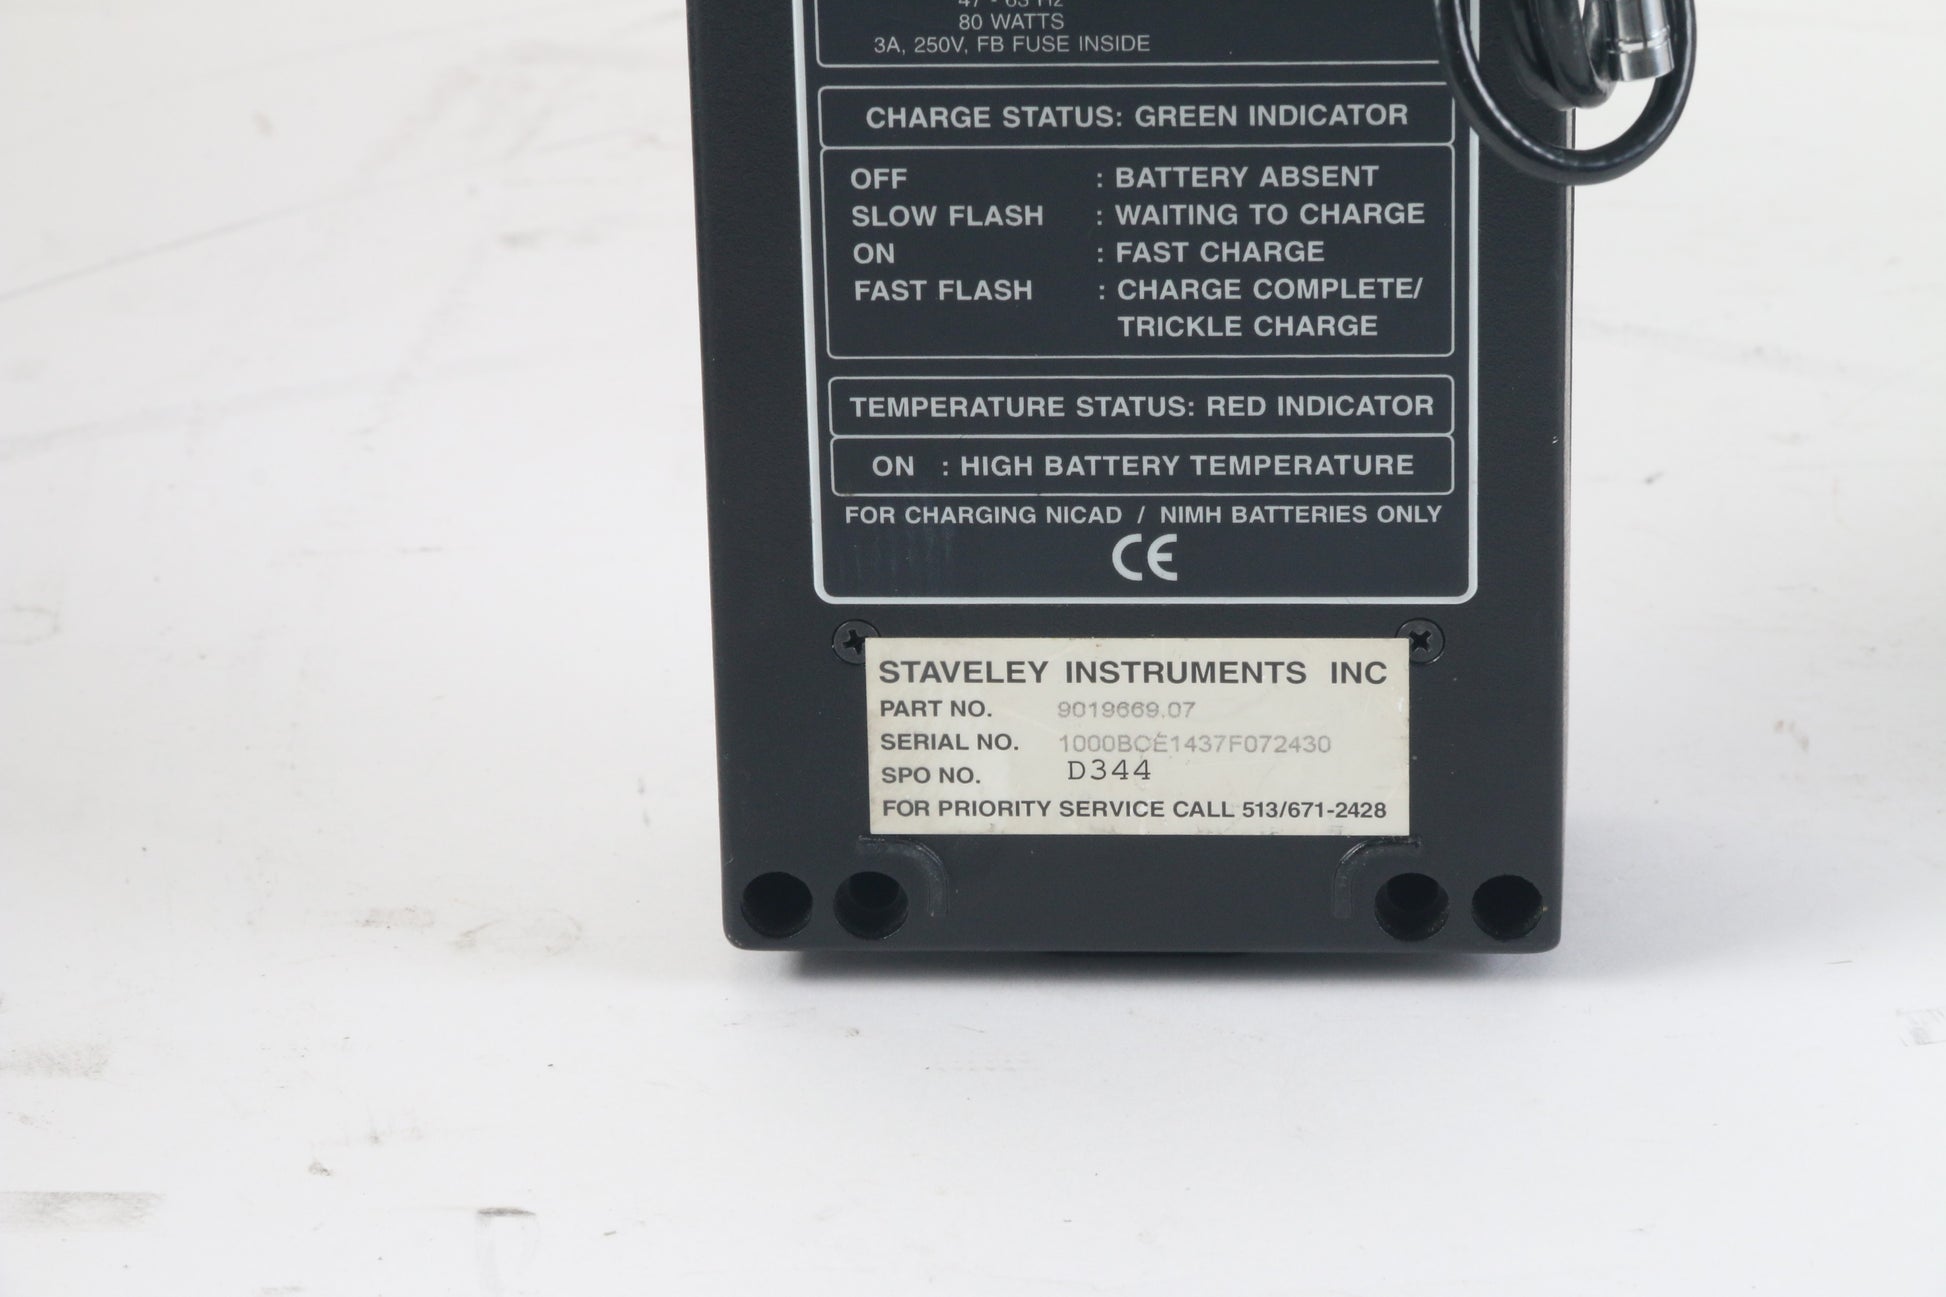 47 - 63 Hz
80 WATTS
3A, 250V, FB FUSE INSIDE
CHARGE STATUS: GREEN INDICATOR
OFF : BATTERY ABSENT
SLOW FLASH : WAITING TO CHARGE
ON : FAST CHARGE
FAST FLASH : CHARGE COMPLETE/
TRICKLE CHARGE
TEMPERATURE STATUS: RED INDICATOR
ON : HIGH BATTERY TEMPERATURE
FOR CHARGING NICAD / NIMH BATTERIES ONLY
CE
STAVELEY INSTRUMENTS INC
PART NO. 9019669.07
SERIAL NO. 1000BCE1437F072430
SPO NO. D344
FOR PRIORITY SERVICE CALL 513/671-2428